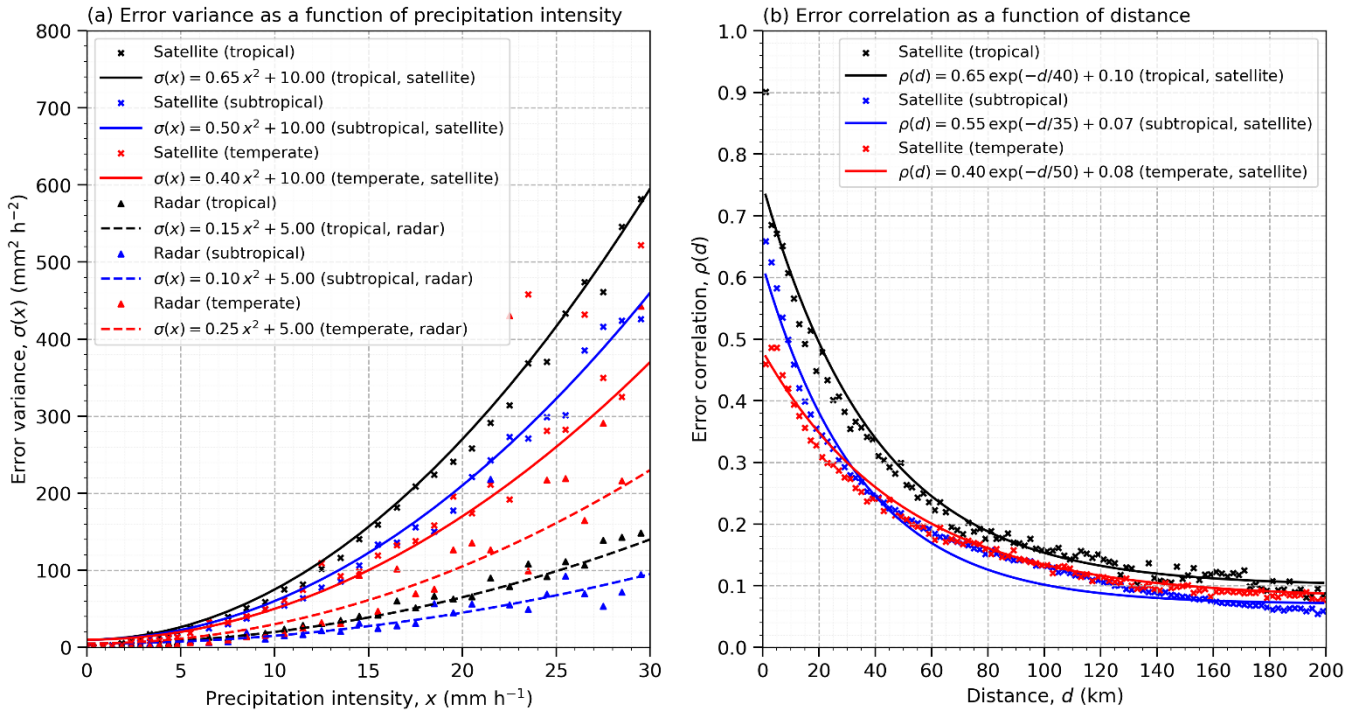 (a) Error variance as a function of precipitation intensity
800
700
600
500
400
300
200
100
0
Error variance, σ(x) (mm² h⁻²)
Satellite (tropical)
σ(x) = 0.65 x² + 10.00 (tropical, satellite)
Satellite (subtropical)
σ(x) = 0.50 x² + 10.00 (subtropical, satellite)
Satellite (temperate)
σ(x) = 0.40 x² + 10.00 (temperate, satellite)
Radar (tropical)
σ(x) = 0.15 x² + 5.00 (tropical, radar)
Radar (subtropical)
σ(x) = 0.10 x² + 5.00 (subtropical, radar)
Radar (temperate)
σ(x) = 0.25 x² + 5.00 (temperate, radar)
0 5 10 15 20 25 30
Precipitation intensity, x (mm h⁻¹)
(b) Error correlation as a function of distance
1.0
0.9
0.8
0.7
0.6
0.5
0.4
0.3
0.2
0.1
0.0
Error correlation, ρ(d)
Satellite (tropical)
ρ(d) = 0.65 exp(−d/40) + 0.10 (tropical, satellite)
Satellite (subtropical)
ρ(d) = 0.55 exp(−d/35) + 0.07 (subtropical, satellite)
Satellite (temperate)
ρ(d) = 0.40 exp(−d/50) + 0.08 (temperate, satellite)
0 20 40 60 80 100 120 140 160 180 200
Distance, d (km)